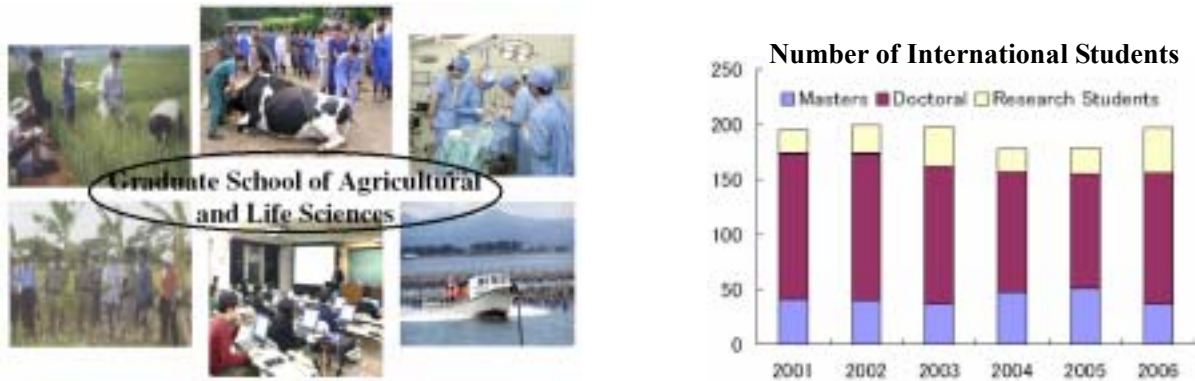 Graduate School of Agricultural
and Life Sciences
Number of International Students
Masters Doctoral Research Students
250
200
150
100
50
0
2001 2002 2003 2004 2005 2006